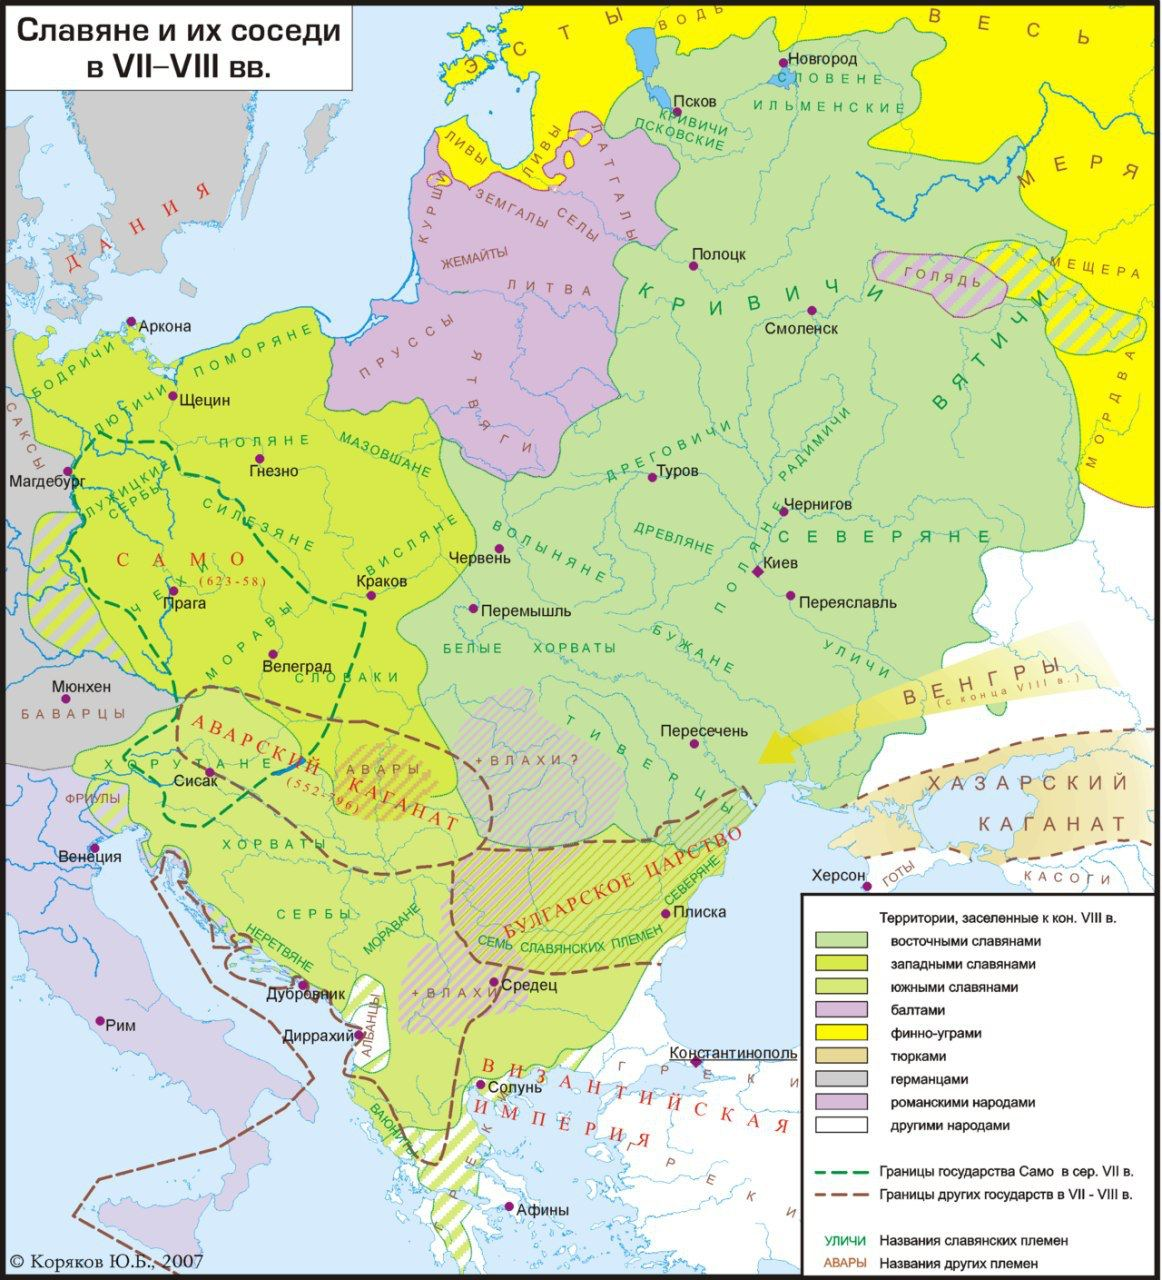 Славяне и их соседи
в VII–VIII вв.
ЭСТЫ
ВОДЬ
ВЕСЬ
Новгород
СЛОВЕНЕ
ИЛЬМЕНСКИЕ
Псков
КРИВИЧИ
ПСКОВСКИЕ
ЛИВЫ
ЛИВЫ
ЛАТГАЛЫ
МЕРЯ
ДАНИЯ
КУРШИ
ЗЕМГАЛЫ
СЕЛЫ
ЖЕМАЙТЫ
ЛИТВА
Полоцк
КРИВИЧИ
ГОЛЯДЬ
МЕЩЕРА
Смоленск
ВЯТИЧИ
МОРДВА
Аркона
БОДРИЧИ
ПОМОРЯНЕ
ПРУССЫ
ЯТВЯГИ
ЛЮТИЧИ
Щецин
САКСЫ
ПОЛЯНЕ
МАЗОВШАНЕ
Гнезно
Магдебург
ЛУЖИЦКИЕ
СЕРБЫ
СИЛЕЗЯНЕ
ДРЕГОВИЧИ
РАДИМИЧИ
Туров
Чернигов
СЕВЕРЯНЕ
ВОЛЫНЯНЕ
ДРЕВЛЯНЕ
ПОЛЯНЕ
САМО
(623-58)
ЧЕХИ
Прага
ВИСЛЯНЕ
Краков
Червень
Киев
Перемышль
Переяславль
МОРАВЫ
Велеград
СЛОВАКИ
БЕЛЫЕ ХОРВАТЫ
БУЖАНЕ
УЛИЧИ
ВЕНГРЫ
(с конца VIII в.)
Мюнхен
БАВАРЦЫ
АВАРСКИЙ КАГАНАТ
(552-796)
АВАРЫ
ХОРУТАНЕ
Сисак
+ ВЛАХИ ?
ТИВЕРЦЫ
Пересечень
ХАЗАРСКИЙ
КАГАНАТ
ФРИУЛЫ
Венеция
ХОРВАТЫ
БУЛГАРСКОЕ ЦАРСТВО
СЕВЕРЯНЕ
Плиска
СЕМЬ СЛАВЯНСКИХ ПЛЕМЕН
Херсон
ГОТЫ
КАСОГИ
СЕРБЫ
МОРАВАНЕ
НЕРЕТВЯНЕ
Дубровник
+ ВЛАХИ
Средец
Рим
Диррахий
АЛБАНЦЫ
Константинополь
ГРЕКИ
ВИЗАНТИЙСКАЯ
ИМПЕРИЯ
Солунь
ВАЮНИТЫ
ГРЕКИ
ГРЕКИ
Афины
Территории, заселенные к кон. VIII в.
восточными славянами
западными славянами
южными славянами
балтами
финно-уграми
тюрками
германцами
романскими народами
другими народами
Границы государства Само в сер. VII в.
Границы других государств в VII - VIII в.
УЛИЧИ Названия славянских племен
АВАРЫ Названия других племен
© Коряков Ю.Б., 2007